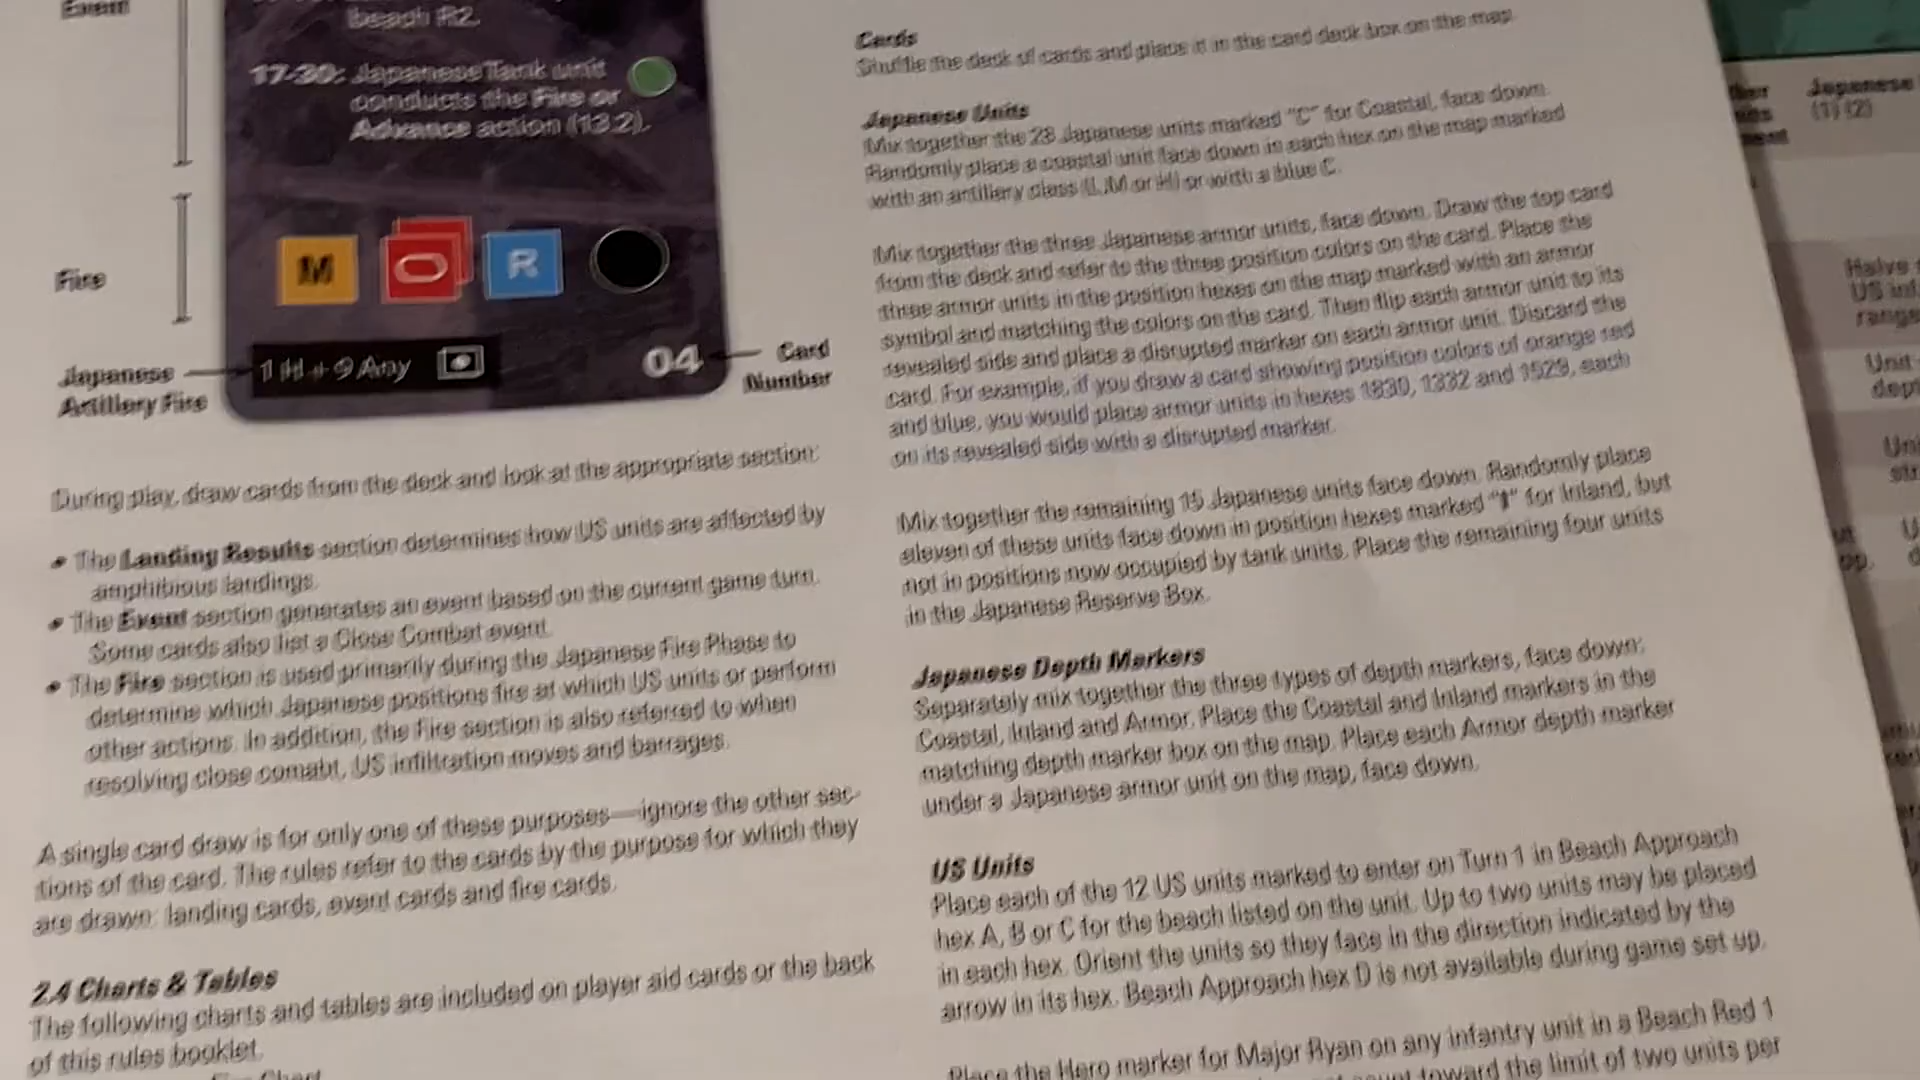 Event
Beach R2.
17-30: Japanese Tank unit
conducts the Fire or
Advance action (13.2).
Fire
M
R
1 H + 9 Any
04
Japanese
Artillery Fire
Card
Number
During play, draw cards from the deck and look at the appropriate section:
• The Landing Results section determines how US units are affected by
amphibious landings.
• The Event section generates an event based on the current game turn.
Some cards also list a Close Combat event.
• The Fire section is used primarily during the Japanese Fire Phase to
determine which Japanese positions fire at which US units or perform
other actions. In addition, the Fire section is also referred to when
resolving close comabt, US infiltration moves and barrages.
A single card draw is for only one of these purposes—ignore the other sec-
tions of the card. The rules refer to the cards by the purpose for which they
are drawn: landing cards, event cards and fire cards.
2.4 Charts & Tables
The following charts and tables are included on player aid cards or the back
of this rules booklet.
Fire Chart
Cards
Shuffle the deck of cards and place it in the card deck box on the map.
Japanese Units
Mix together the 28 Japanese units marked "C" for Coastal, face down.
Randomly place a coastal unit face down in each hex on the map marked
with an artillery class (L, M or H) or with a blue C.
Mix together the three Japanese armor units, face down. Draw the top card
from the deck and refer to the three position colors on the card. Place the
three armor units in the position hexes on the map marked with an armor
symbol and matching the colors on the card. Then flip each armor unit to its
revealed side and place a disrupted marker on each armor unit. Discard the
card. For example, if you draw a card showing position colors of orange red
and blue, you would place armor units in hexes 1830, 1332 and 1529, each
on its revealed side with a disrupted marker.
Mix together the remaining 15 Japanese units face down. Randomly place
eleven of these units face down in position hexes marked "I" for Inland, but
not in positions now occupied by tank units. Place the remaining four units
in the Japanese Reserve Box.
Japanese Depth Markers
Separately mix together the three types of depth markers, face down:
Coastal, Inland and Armor. Place the Coastal and Inland markers in the
matching depth marker box on the map. Place each Armor depth marker
under a Japanese armor unit on the map, face down.
US Units
Place each of the 12 US units marked to enter on Turn 1 in Beach Approach
hex A, B or C for the beach listed on the unit. Up to two units may be placed
in each hex. Orient the units so they face in the direction indicated by the
arrow in its hex. Beach Approach hex D is not available during game set up.
Place the Hero marker for Major Ryan on any infantry unit in a Beach Red 1
count toward the limit of two units per
Japanese
(1) (2)
Halve
US inf
range
Unit